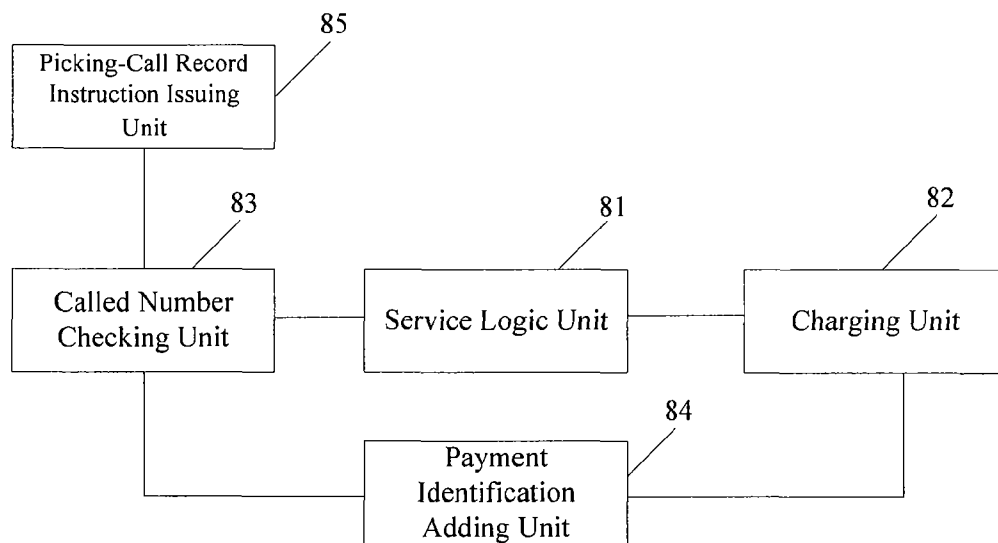 85
Picking-Call Record
Instruction Issuing
Unit
83
81
82
Called Number
Checking Unit
Service Logic Unit
Charging Unit
84
Payment
Identification
Adding Unit